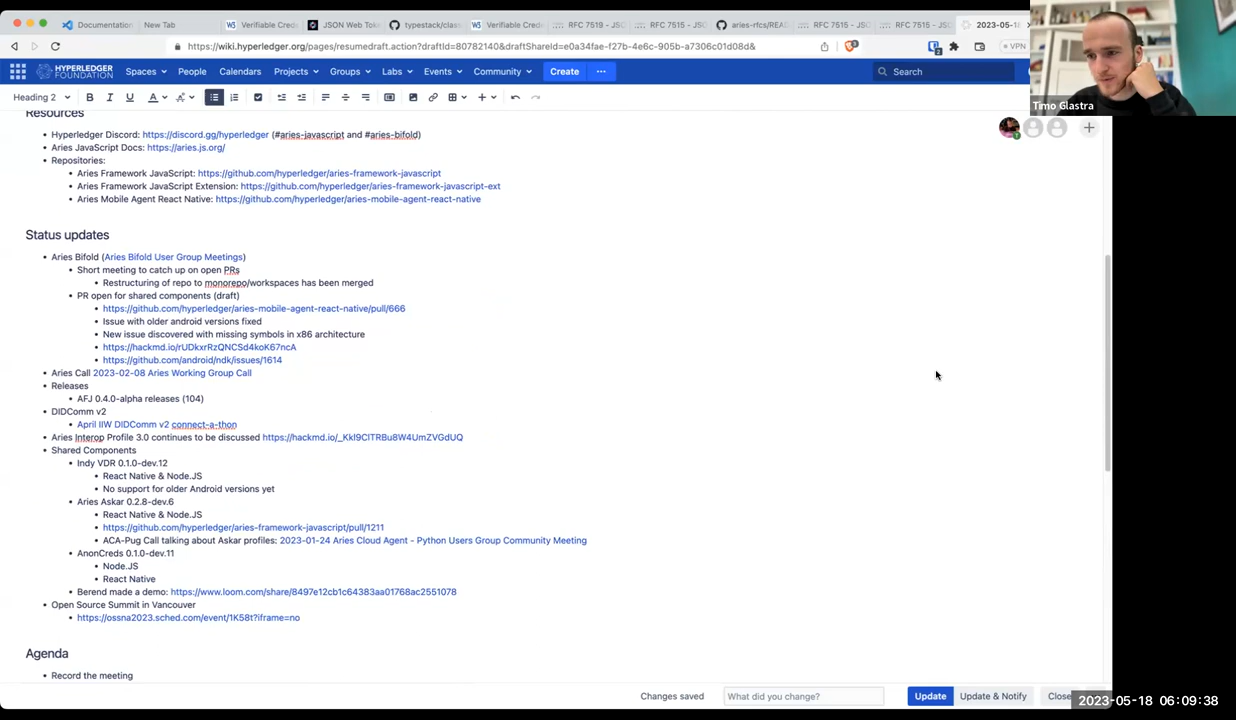 Documentation
New Tab
Verifiable Cred
JSON Web Tok
typestack/clas
Verifiable Cred
RFC 7519 - JSO
RFC 7515 - JSO
aries-rfcs/REA
RFC 7515 - JSO
RFC 7515 - JSO
2023-05-18
https://wiki.hyperledger.org/pages/resumedraft.action?draftId=80782140&draftShareId=e0a34fae-f27b-4e6c-905b-a7306c01d08d&
VPN
HYPERLEDGER FOUNDATION
Spaces People Calendars Projects Groups Labs Events Community Create ... Search
Heading 2 B I U A
Timo Glastra
Resources
• Hyperledger Discord: https://discord.gg/hyperledger (#aries-javascript and #aries-bifold)
• Aries JavaScript Docs: https://aries.js.org/
• Repositories:
• Aries Framework JavaScript: https://github.com/hyperledger/aries-framework-javascript
• Aries Framework JavaScript Extension: https://github.com/hyperledger/aries-framework-javascript-ext
• Aries Mobile Agent React Native: https://github.com/hyperledger/aries-mobile-agent-react-native
Status updates
• Aries Bifold (Aries Bifold User Group Meetings)
• Short meeting to catch up on open PRs
• Restructuring of repo to monorepo/workspaces has been merged
• PR open for shared components (draft)
• https://github.com/hyperledger/aries-mobile-agent-react-native/pull/666
• Issue with older android versions fixed
• New issue discovered with missing symbols in x86 architecture
• https://hackmd.io/rUDkxrRzQNCSd4koK67ncA
• https://github.com/android/ndk/issues/1614
• Aries Call 2023-02-08 Aries Working Group Call
• Releases
• AFJ 0.4.0-alpha releases (104)
• DIDComm v2
• April IIW DIDComm v2 connect-a-thon
• Aries Interop Profile 3.0 continues to be discussed https://hackmd.io/_KkI9ClTRBu8W4UmZVGdUQ
• Shared Components
• Indy VDR 0.1.0-dev.12
• React Native & Node.JS
• No support for older Android versions yet
• Aries Askar 0.2.8-dev.6
• React Native & Node.JS
• https://github.com/hyperledger/aries-framework-javascript/pull/1211
• ACA-Pug Call talking about Askar profiles: 2023-01-24 Aries Cloud Agent - Python Users Group Community Meeting
• AnonCreds 0.1.0-dev.11
• Node.JS
• React Native
• Berend made a demo: https://www.loom.com/share/8497e12cb1c64383aa01768ac2551078
• Open Source Summit in Vancouver
• https://ossna2023.sched.com/event/1K58t?iframe=no
Agenda
• Record the meeting
Changes saved
What did you change?
Update
Update & Notify
Close
2023-05-18 06:09:38